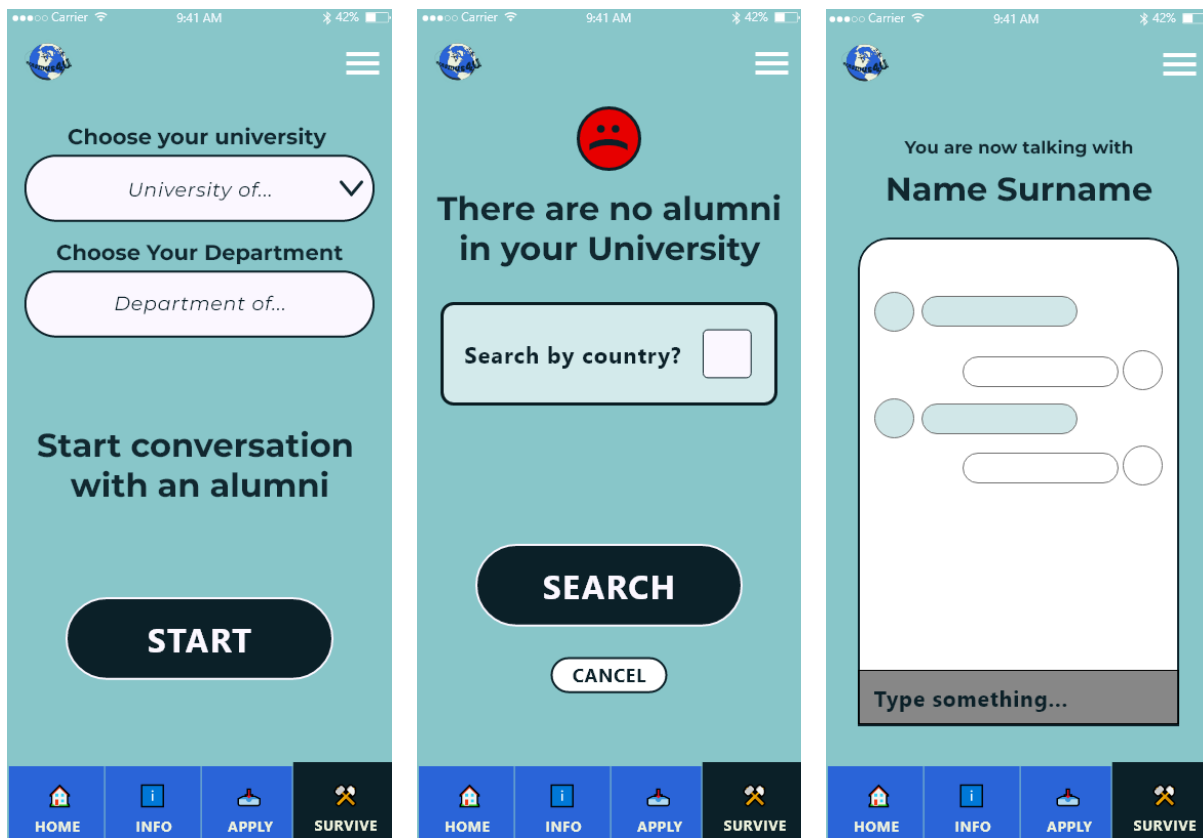 Carrier 9:41 AM 42%
Choose your university
University of...
Choose Your Department
Department of...
Start conversation
with an alumni
START
HOME INFO APPLY SURVIVE
Carrier 9:41 AM 42%
There are no alumni
in your University
Search by country?
SEARCH
CANCEL
HOME INFO APPLY SURVIVE
Carrier 9:41 AM 42%
You are now talking with
Name Surname
Type something...
HOME INFO APPLY SURVIVE